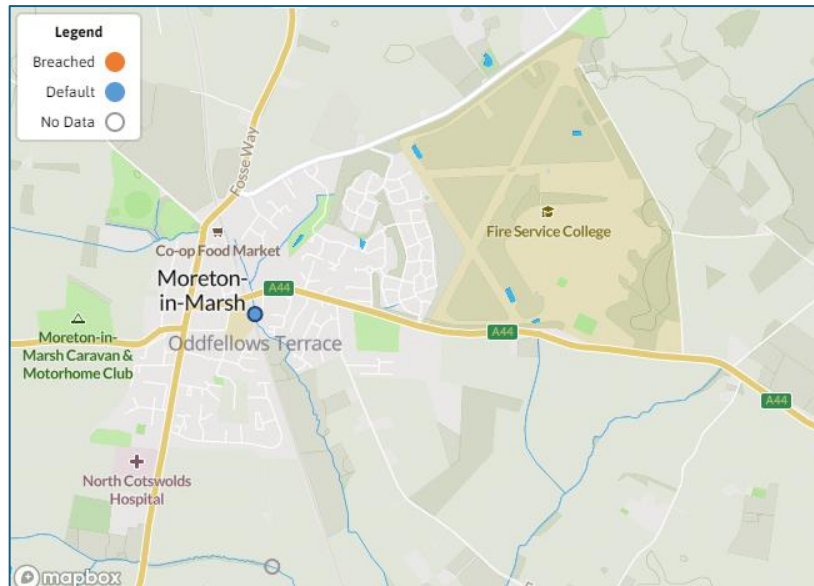 Legend
Breached
Default
No Data
Fosse Way
Co-op Food Market
Fire Service College
Moreton-
in-Marsh
A44
A44
Oddfellows Terrace
Moreton-in-
Marsh Caravan &
Motorhome Club
A44
North Cotswolds
Hospital
mapbox